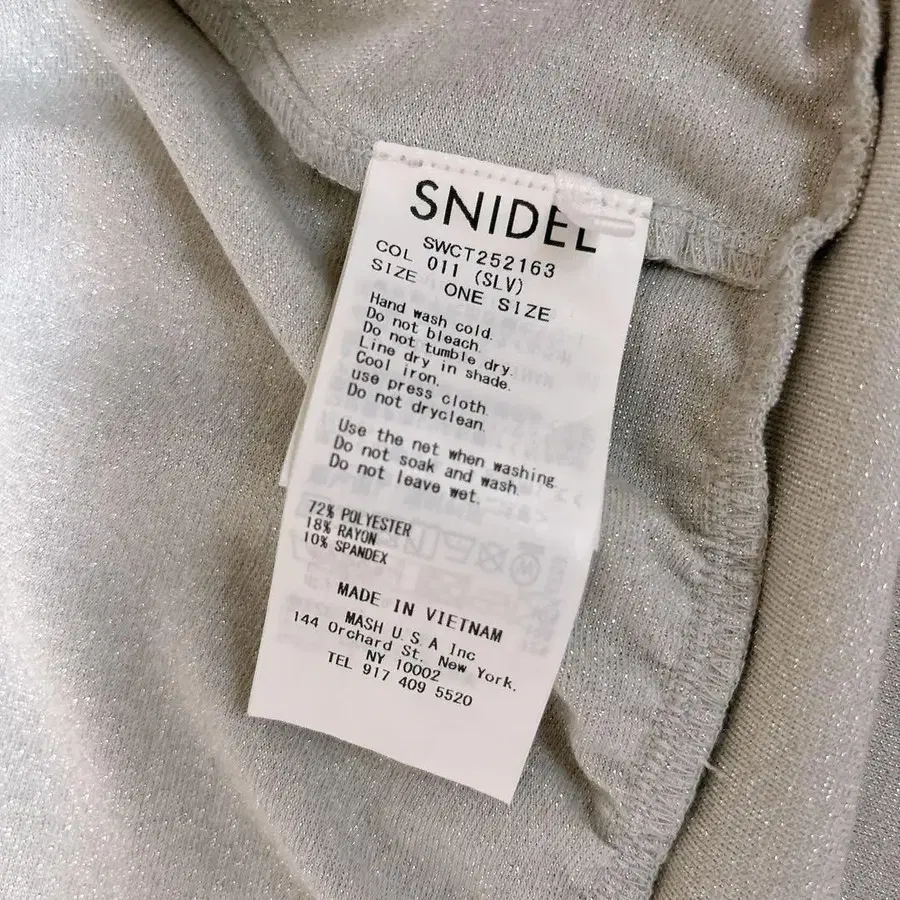 SNIDEL
SWCT252163
COL 011 (SLV)
SIZE ONE SIZE
Hand wash cold.
Do not bleach.
Do not tumble dry.
Line dry in shade.
Cool iron.
use press cloth.
Do not dryclean.
Use the net when washing.
Do not soak and wash.
Do not leave wet.
72% POLYESTER
18% RAYON
10% SPANDEX
MADE IN VIETNAM
MASH U.S.A Inc
144 Orchard St. New York.
NY 10002
TEL 917 409 5520